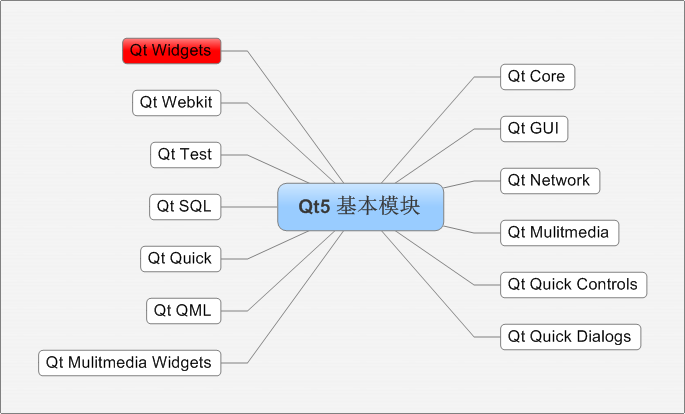 Qt5 基本模块
Qt Widgets
Qt Webkit
Qt Test
Qt SQL
Qt Quick
Qt QML
Qt Mulitmedia Widgets
Qt Core
Qt GUI
Qt Network
Qt Mulitmedia
Qt Quick Controls
Qt Quick Dialogs